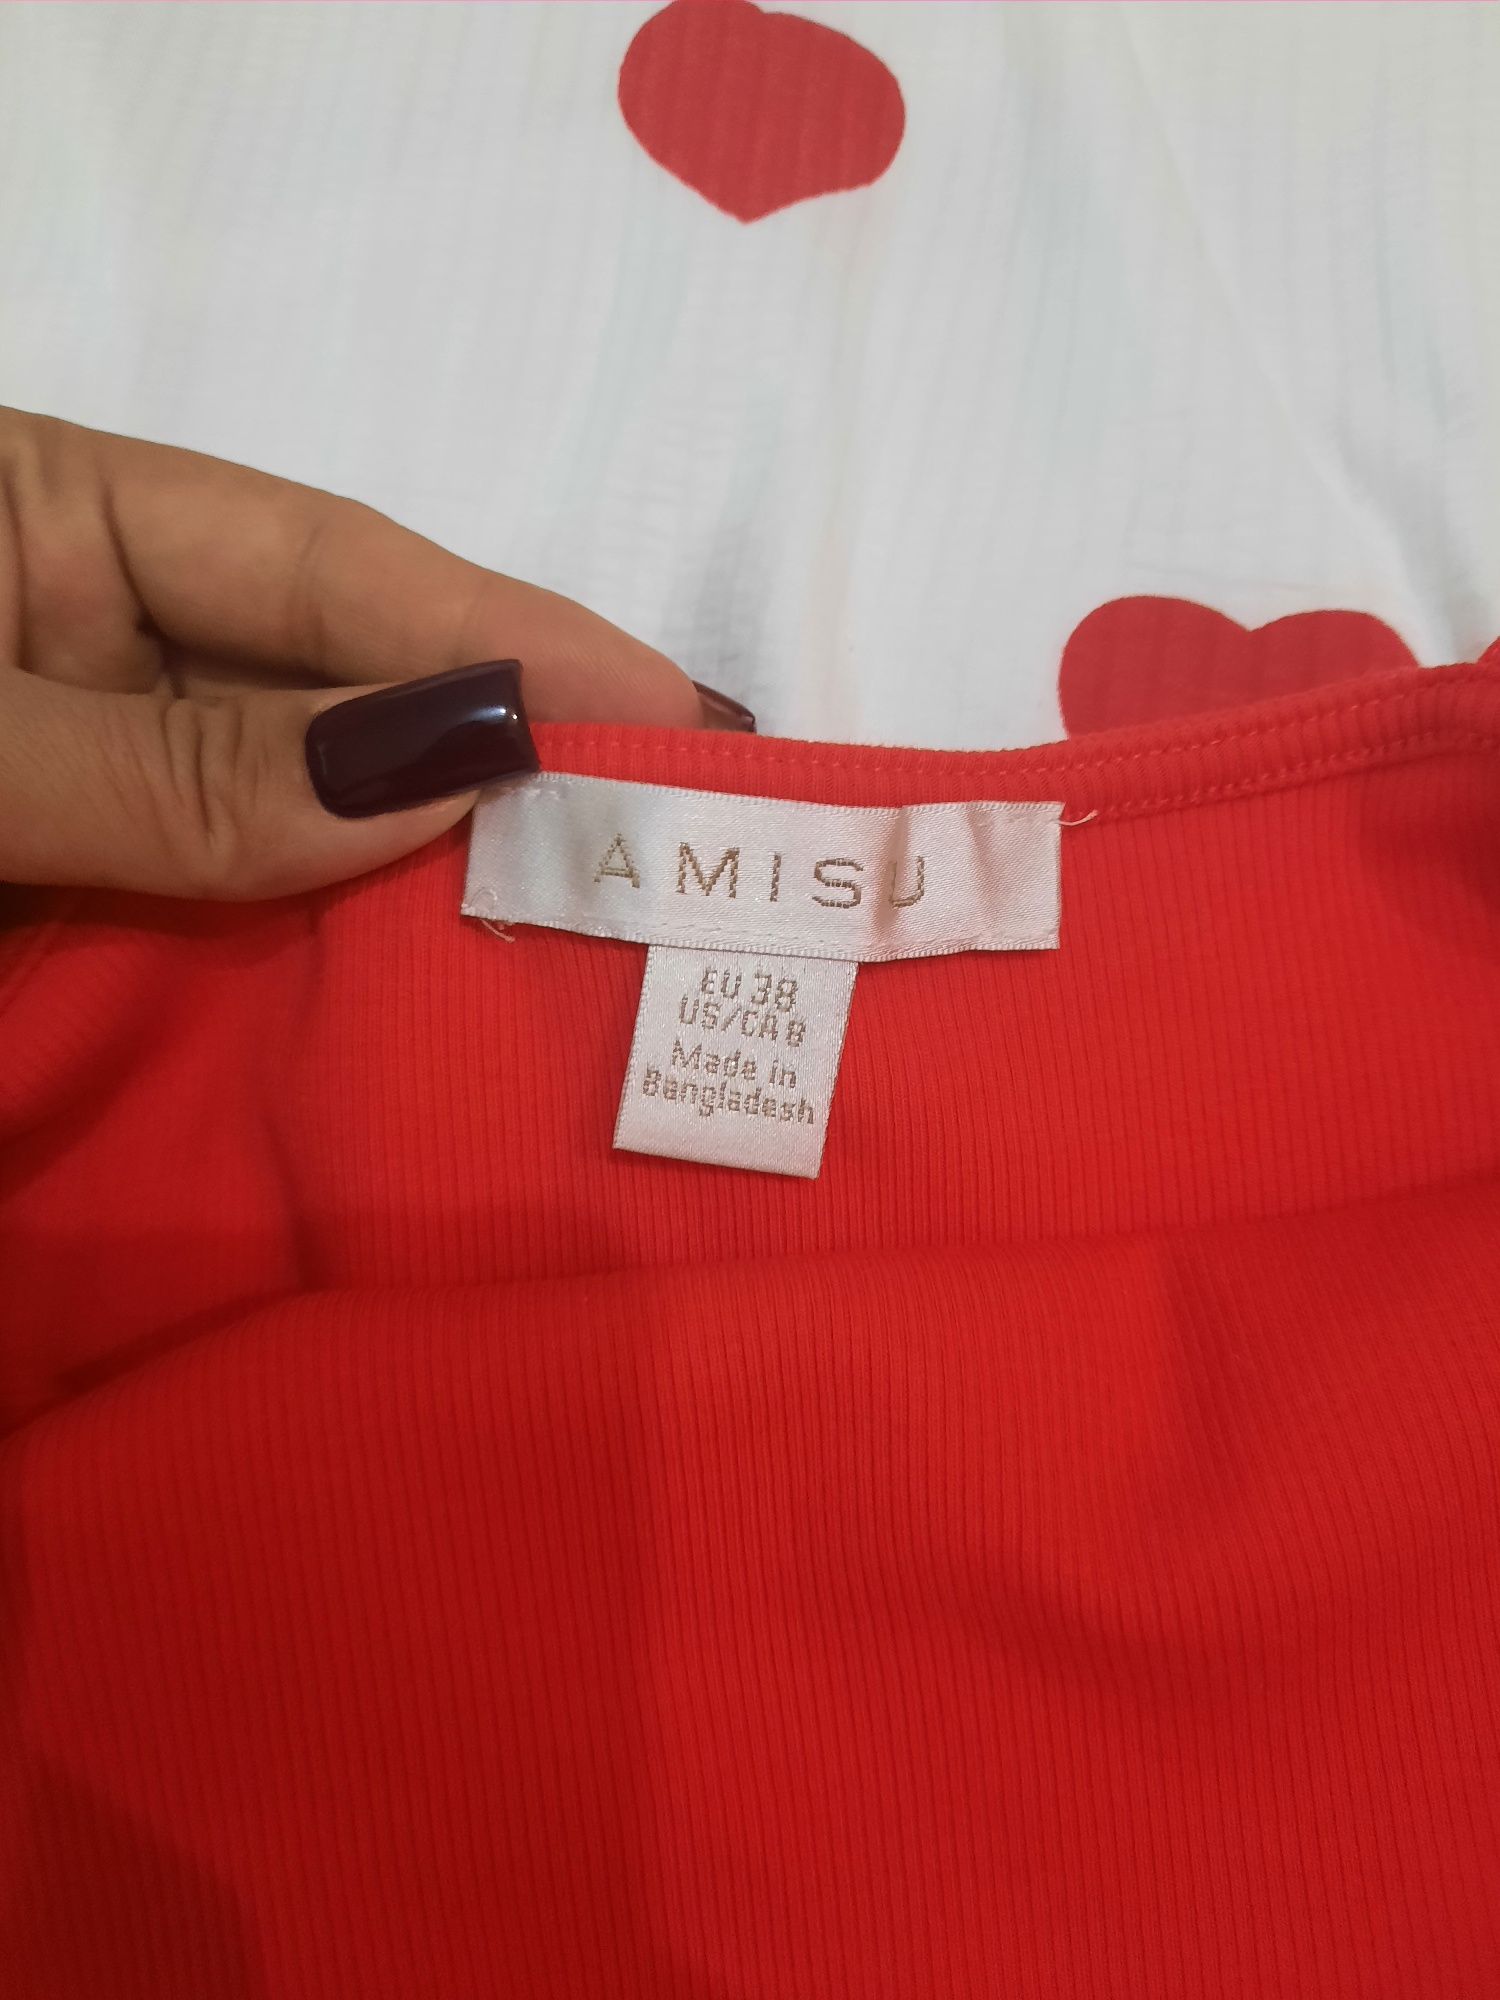 AMISU
EU 38
US/CA 8
Made in
Bangladesh